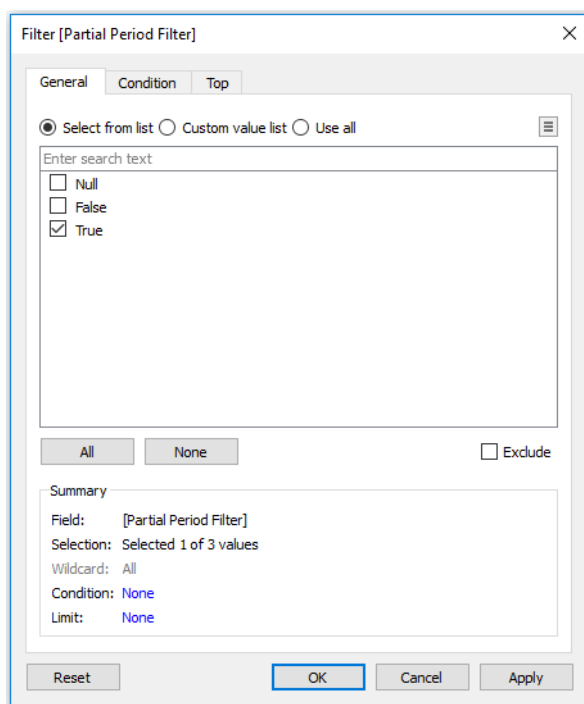 Filter [Partial Period Filter]
General Condition Top
Select from list Custom value list Use all
Enter search text
Null
False
True
All None Exclude
Summary
Field: [Partial Period Filter]
Selection: Selected 1 of 3 values
Wildcard: All
Condition: None
Limit: None
Reset OK Cancel Apply